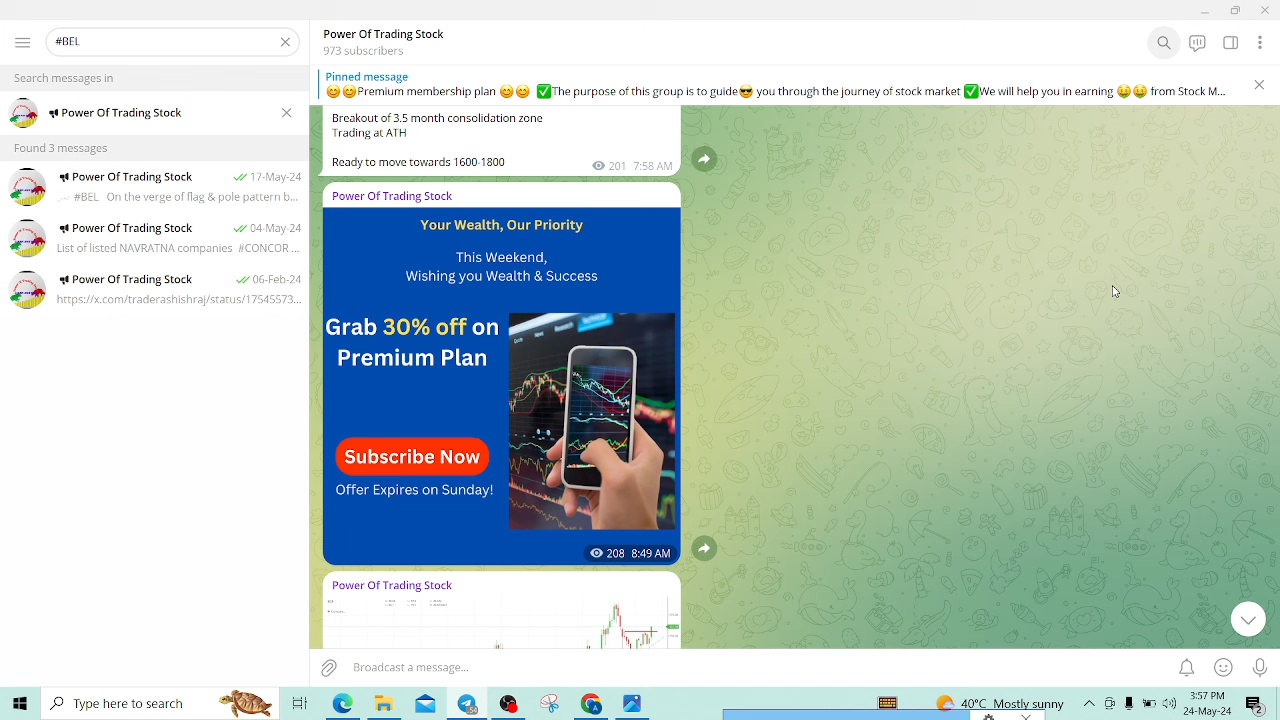 #BEL
Power Of Trading Stock
973 subscribers
Search messages in
Pinned message
😊😊Premium membership plan 😊😊 ✅The purpose of this group is to guide😎 you through the journey of stock market ✅We will help you in earning 🤑🤑 from Stock M...
Power Of Trading Stock
Found 3 messages
Power Of Trading Stock 17-May-24
#BEL On the verge of flag & pole pattern b...
Power Of Trading Stock 04-May-24
List of listed NAVRATNA companies #CONCOR ...
Power Of Trading Stock 06-Feb-24
https://x.com/traderashishraj/status/17545573...
Breakout of 3.5 month consolidation zone
Trading at ATH
Ready to move towards 1600-1800
201 7:58 AM
Power Of Trading Stock
Your Wealth, Our Priority
This Weekend,
Wishing you Wealth & Success
Grab 30% off on
Premium Plan
Subscribe Now
Offer Expires on Sunday!
208 8:49 AM
Power Of Trading Stock
Broadcast a message...
Type here to search
40°C Mostly sunny
3:57 PM
24-May-24
2